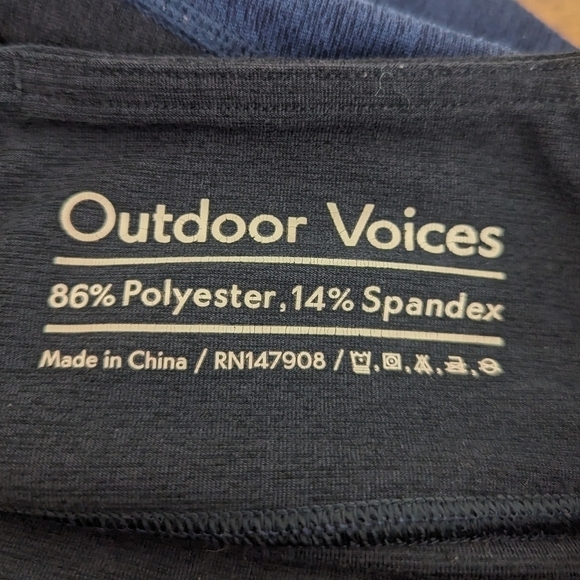 Outdoor Voices
86% Polyester, 14% Spandex
Made in China / RN147908 /